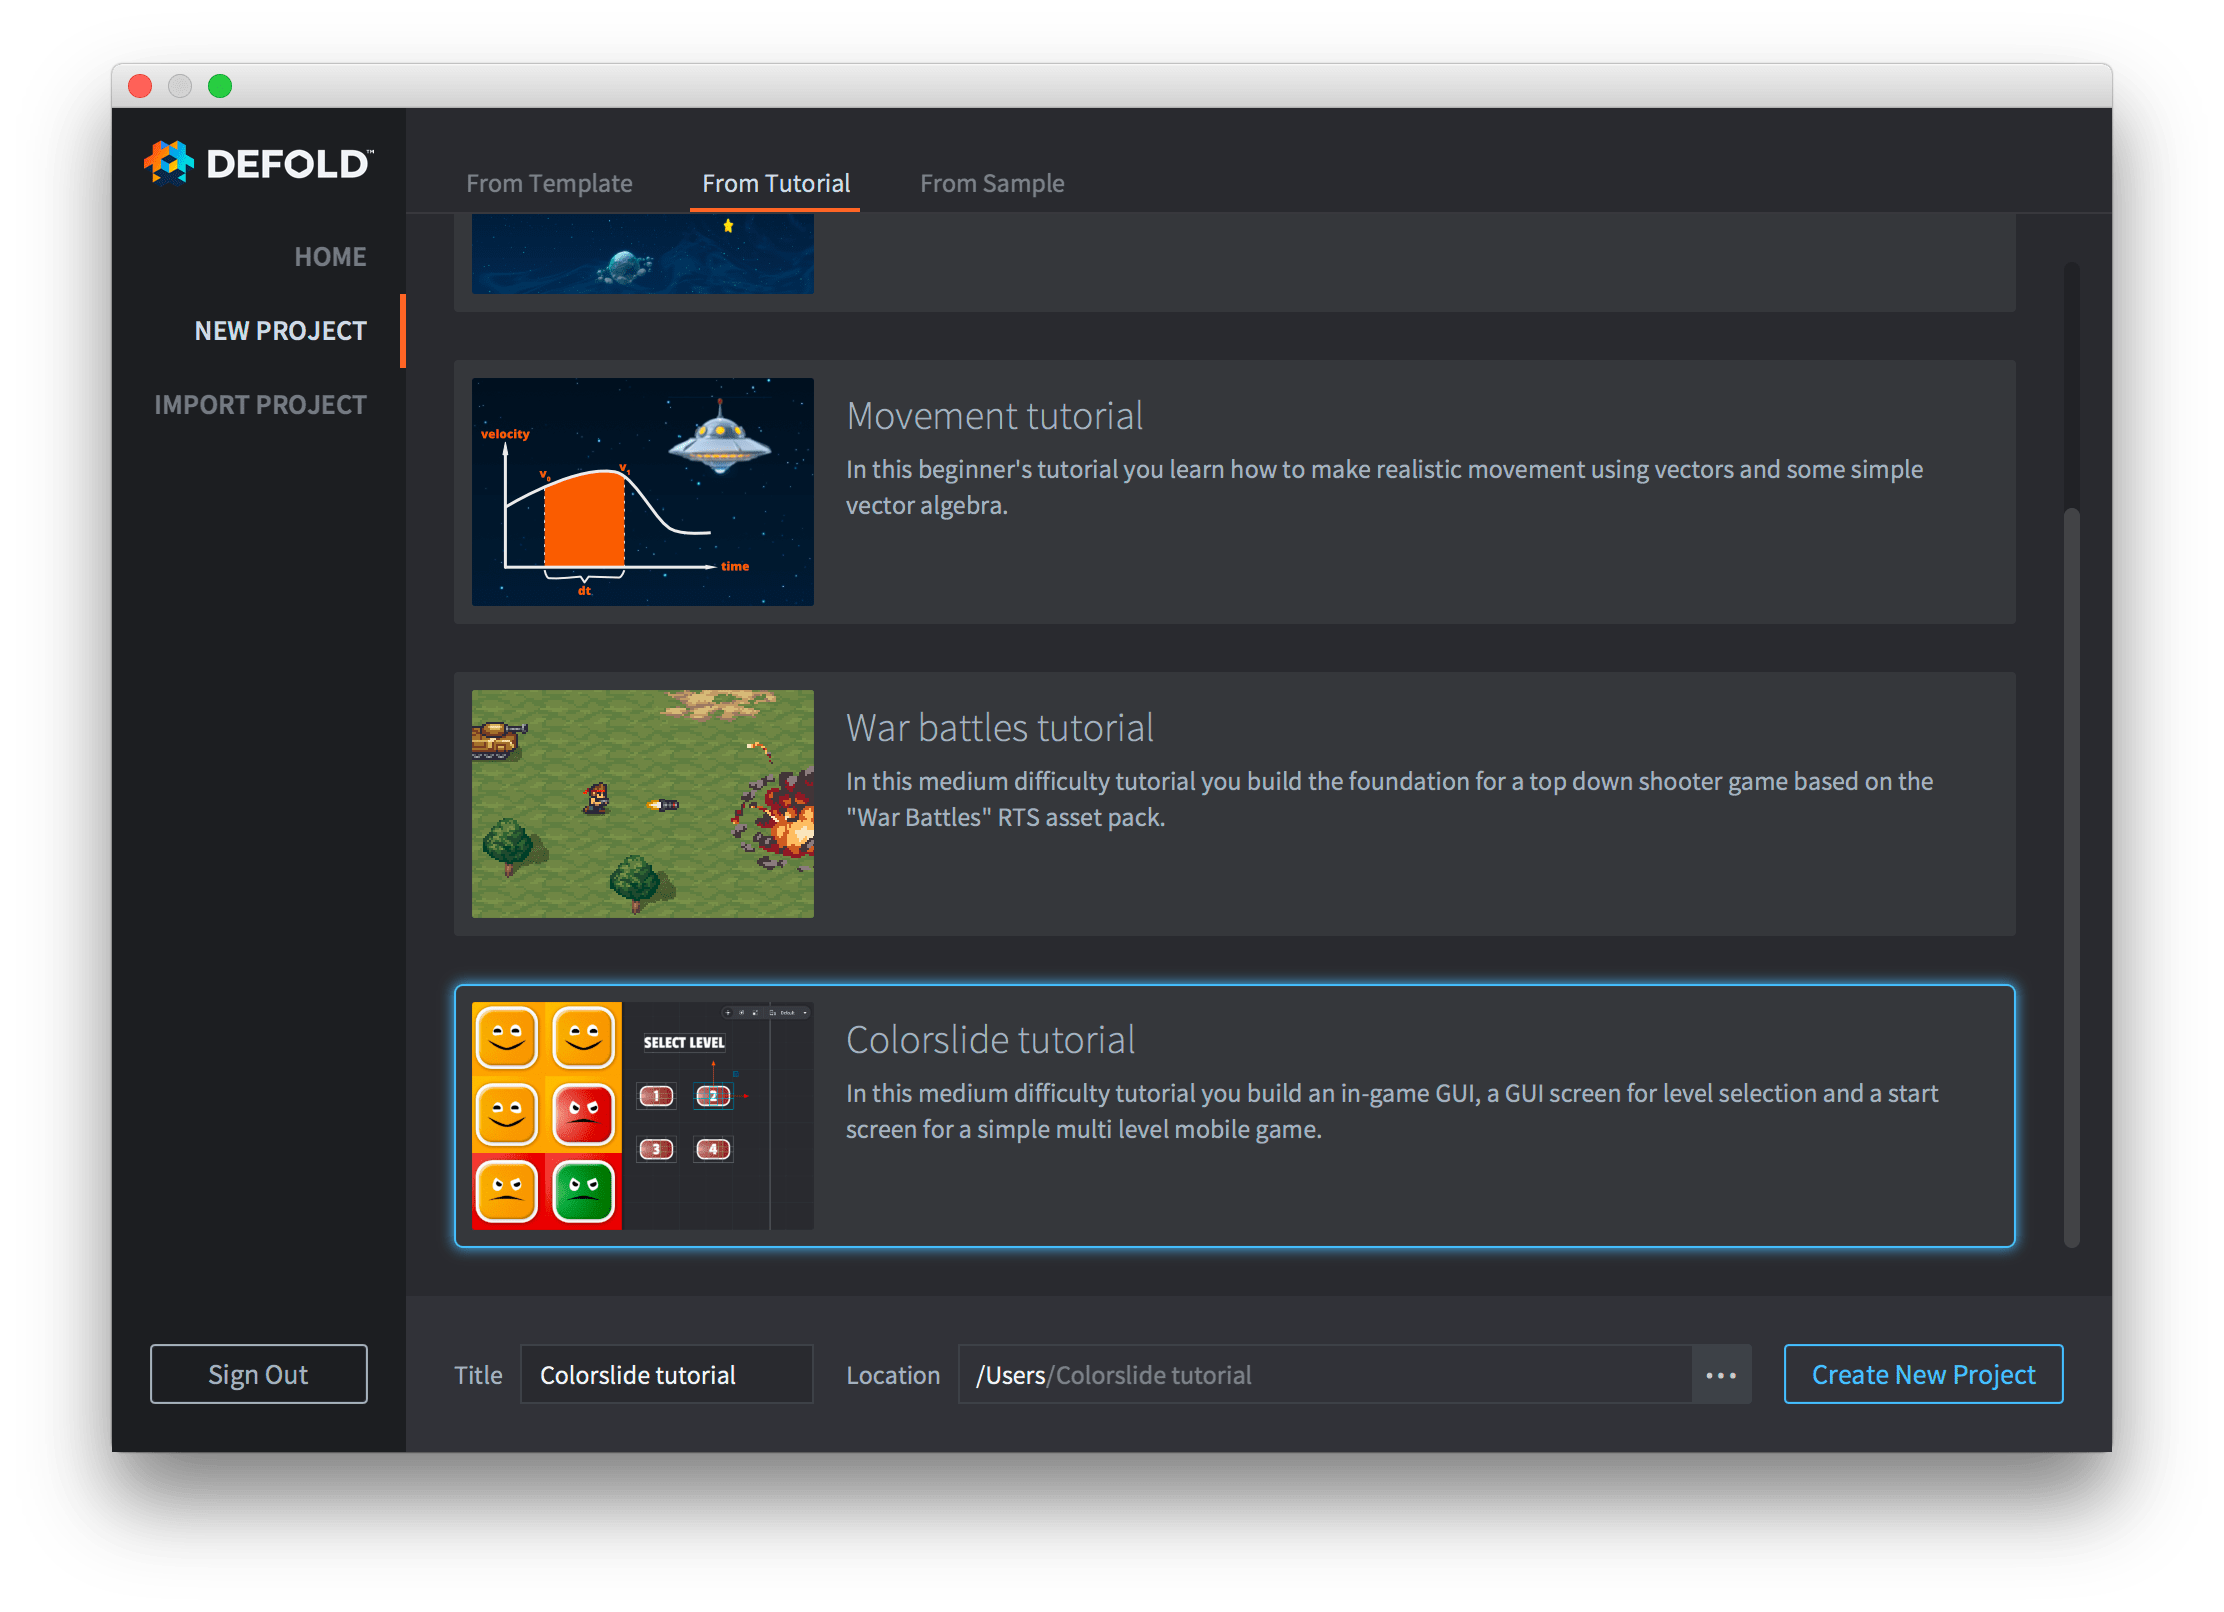 DEFOLD™
HOME
NEW PROJECT
IMPORT PROJECT
Sign Out
From Template
From Tutorial
From Sample
velocity
v0
v1
time
dt
Movement tutorial
In this beginner's tutorial you learn how to make realistic movement using vectors and some simple
vector algebra.
War battles tutorial
In this medium difficulty tutorial you build the foundation for a top down shooter game based on the
"War Battles" RTS asset pack.
Default
SELECT LEVEL
1
2
3
4
Colorslide tutorial
In this medium difficulty tutorial you build an in-game GUI, a GUI screen for level selection and a start
screen for a simple multi level mobile game.
Title
Colorslide tutorial
Location
/Users/Colorslide tutorial
Create New Project